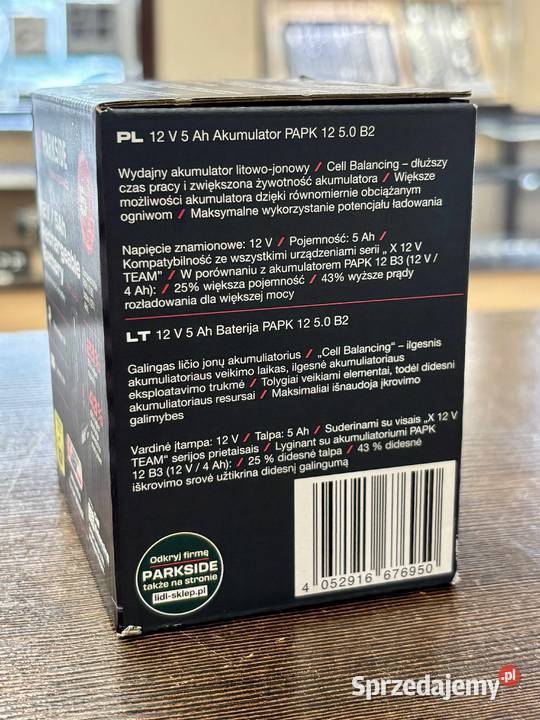 PL 12 V 5 Ah Akumulator PAPK 12 5.0 B2
Wydajny akumulator litowo-jonowy / Cell Balancing – dłuższy
czas pracy i zwiększona żywotność akumulatora / Większe
możliwości akumulatora dzięki równomiernie obciążanym
ogniwom / Maksymalne wykorzystanie potencjału ładowania
Napięcie znamionowe: 12 V / Pojemność: 5 Ah /
Kompatybilność ze wszystkimi urządzeniami serii „ X 12 V
TEAM” / W porównaniu z akumulatorem PAPK 12 B3 (12 V /
4 Ah): / 25% większa pojemność / 43% wyższe prądy
rozładowania dla większej mocy
LT 12 V 5 Ah Baterija PAPK 12 5.0 B2
Galingas ličio jonų akumuliatorius / „Cell Balancing“ – ilgesnis
akumuliatoriaus veikimo laikas, ilgesnė akumuliatoriaus
eksploatavimo trukmė / Tolygiai veikiami elementai, todėl didesni
akumuliatoriaus resursai / Maksimaliai išnaudoja įkrovimo
galimybes
Vardinė įtampa: 12 V / Talpa: 5 Ah / Suderinami su visais „X 12 V
TEAM“ serijos prietaisais / Lyginant su akumuliatoriumi PAPK
12 B3 (12 V / 4 Ah): / 25 % didesnė talpa / 43 % didesnė
iškrovimo srovė užtikrina didesnį galingumą
Odkryj firmę
PARKSIDE
także na stronie
lidl-sklep.pl
4 052916 676950
PARKSIDE
Sprzedajemy.pl